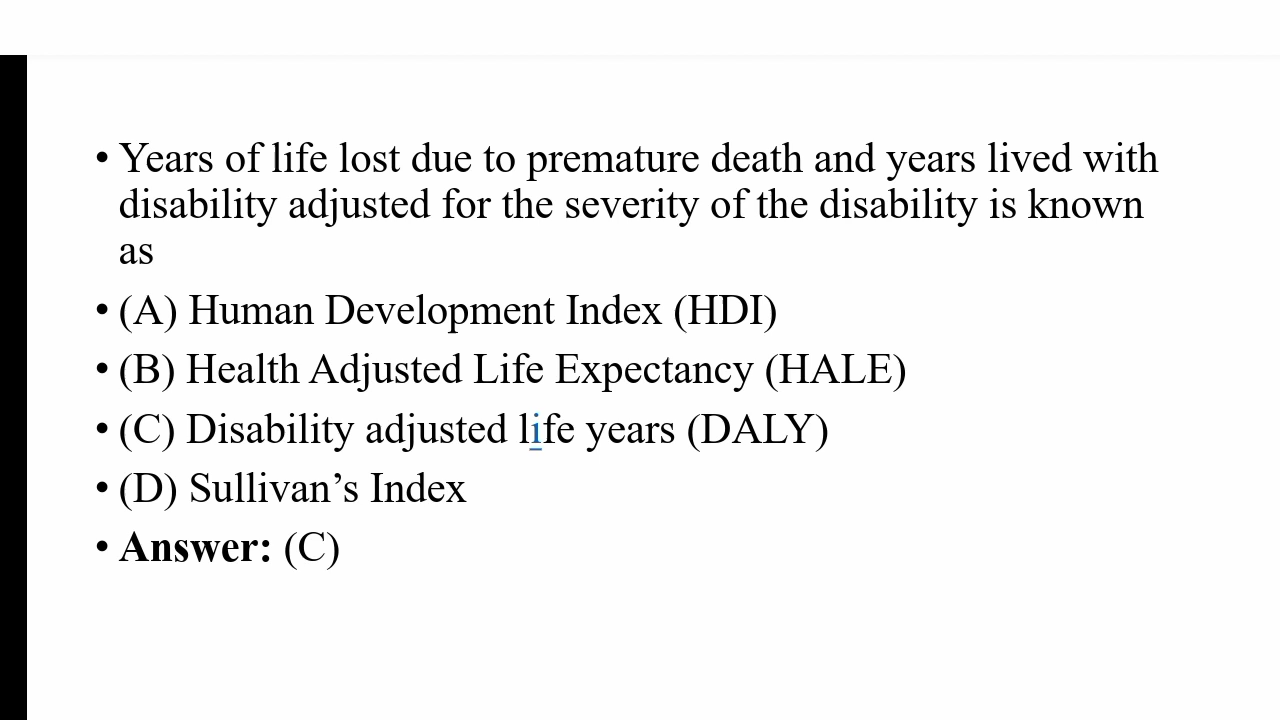 • Years of life lost due to premature death and years lived with
disability adjusted for the severity of the disability is known
as
• (A) Human Development Index (HDI)
• (B) Health Adjusted Life Expectancy (HALE)
• (C) Disability adjusted life years (DALY)
• (D) Sullivan’s Index
• Answer: (C)